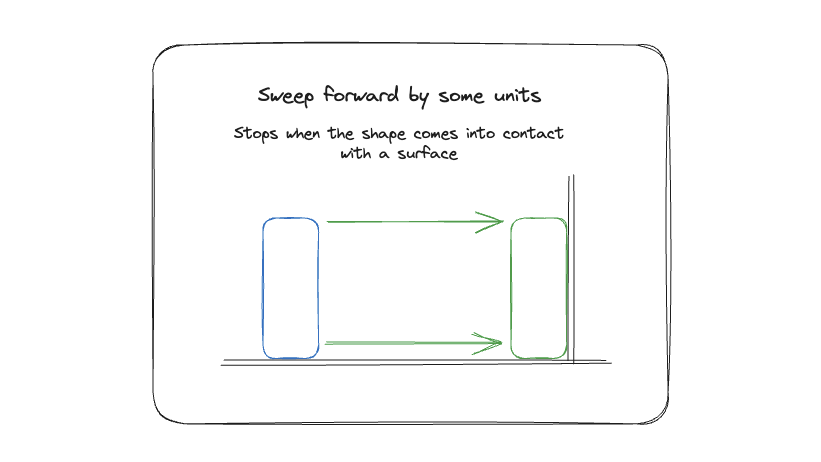 Sweep forward by some units
Stops when the shape comes into contact
with a surface